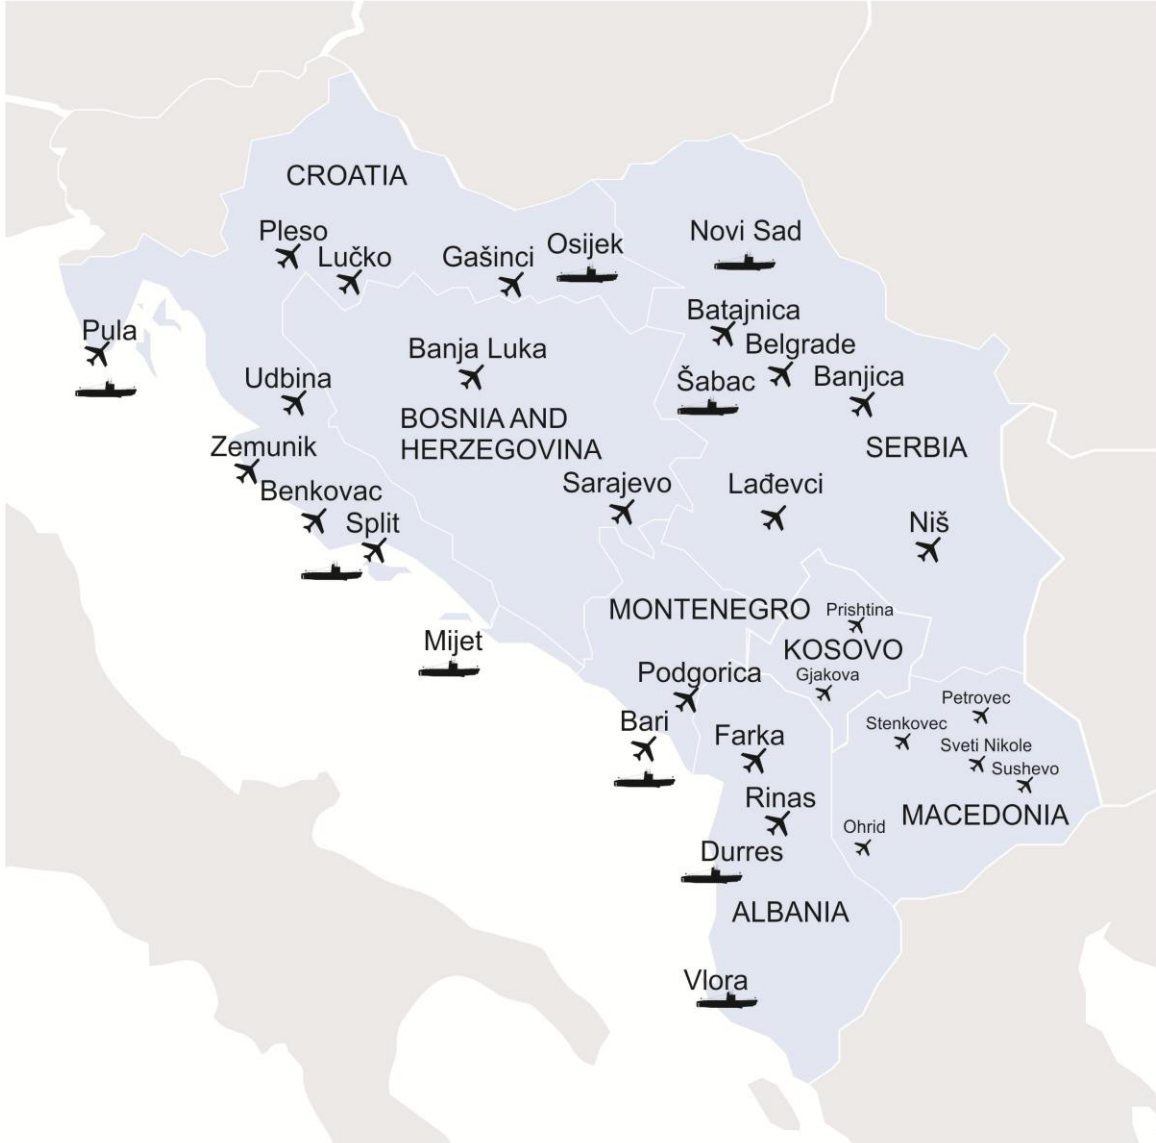 CROATIA
Pleso
Lučko
Gašinci
Osijek
Novi Sad
Pula
Udbina
Banja Luka
Batajnica
Belgrade
Šabac
Banjica
BOSNIA AND
HERZEGOVINA
SERBIA
Zemunik
Benkovac
Split
Sarajevo
Lađevci
Niš
Mijet
MONTENEGRO
Prishtina
KOSOVO
Gjakova
Podgorica
Bari
Farka
Petrovec
Stenkovec
Sveti Nikole
Sushevo
Rinas
MACEDONIA
Ohrid
Durres
ALBANIA
Vlora